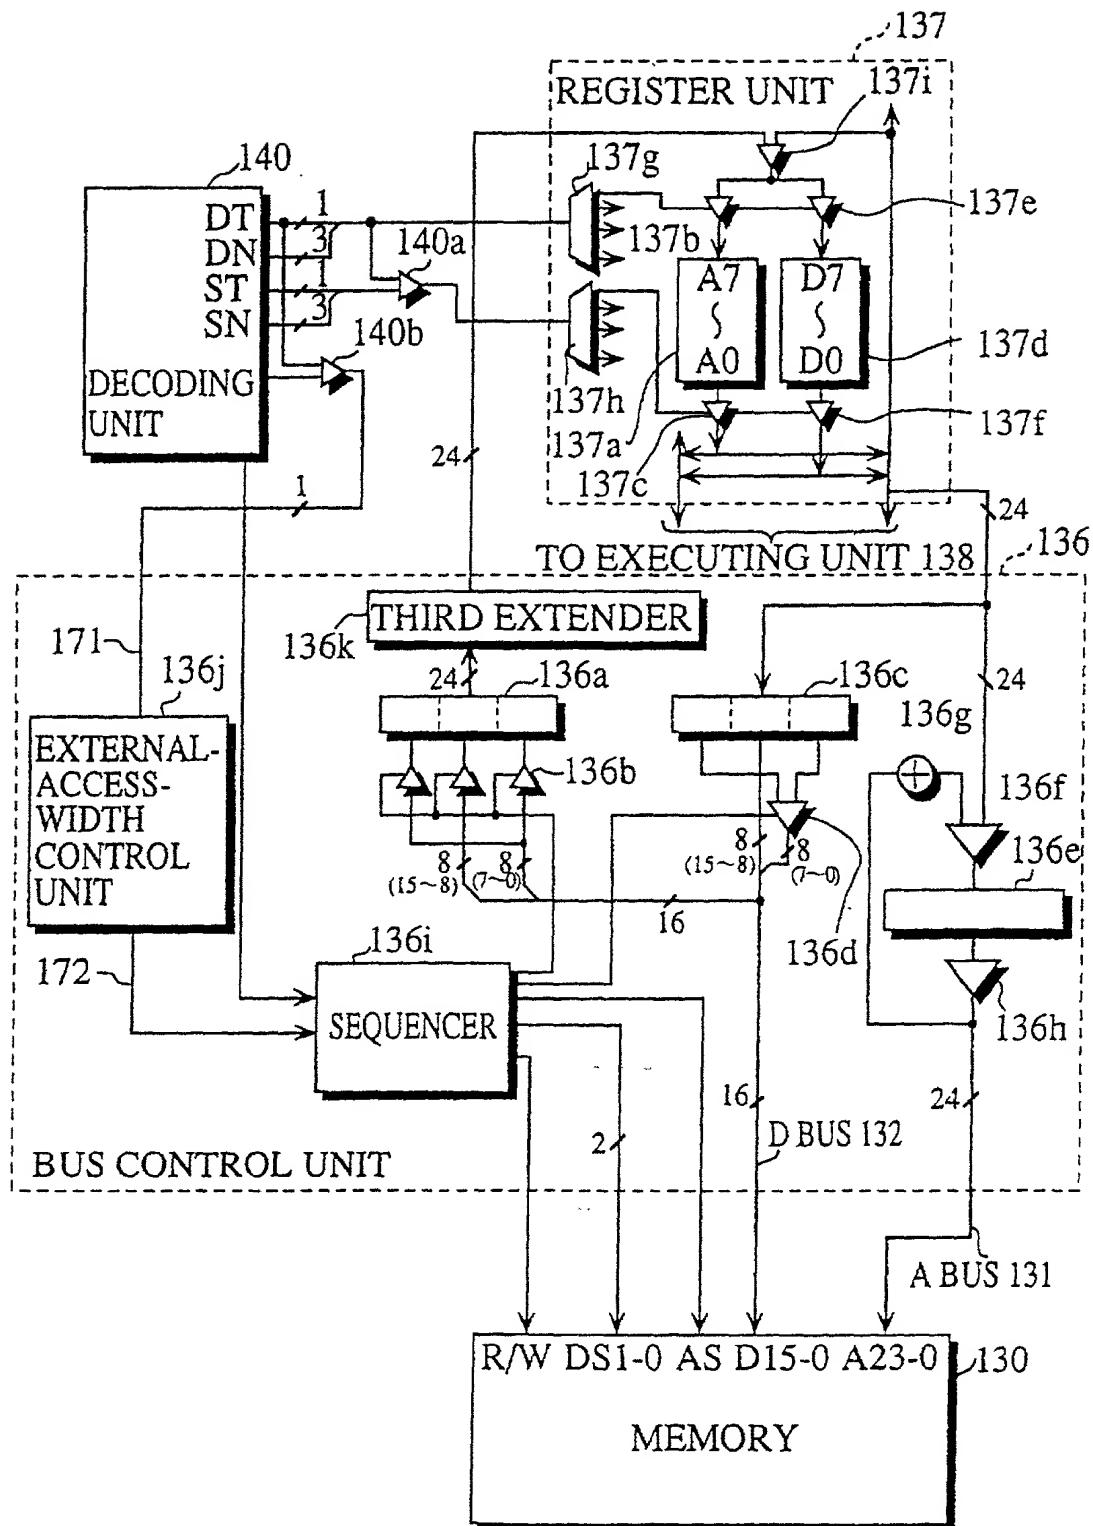 137
REGISTER UNIT
137i
140
137g
DT
1
DN
3
140a
137b
137e
ST
1
SN
3
140b
A7
A0
D7
D0
137d
DECODING
UNIT
137h
137a
137c
137f
24
1
24
TO EXECUTING UNIT 138
136
THIRD EXTENDER
136k
171
136j
24
136a
136c
24
136g
EXTERNAL-
ACCESS-
WIDTH
CONTROL
UNIT
136b
136f
136e
8
(15~8)
8
(7~0)
8
(15~8)
8
(7~0)
16
136d
172
136i
SEQUENCER
136h
16
24
2
D BUS 132
BUS CONTROL UNIT
A BUS 131
R/W DS1-0 AS D15-0 A23-0
130
MEMORY